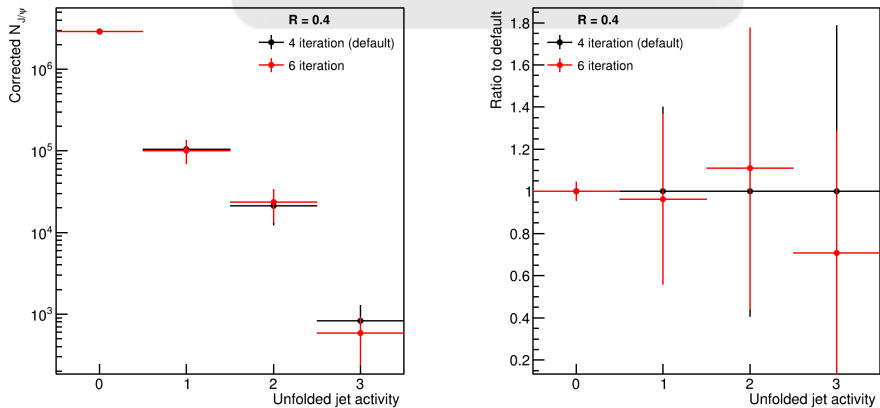 R = 0.4
4 iteration (default)
6 iteration
Corrected N J/ψ
10^6
10^5
10^4
10^3
0 1 2 3
Unfolded jet activity
R = 0.4
4 iteration (default)
6 iteration
Ratio to default
1.8
1.6
1.4
1.2
1
0.8
0.6
0.4
0.2
0 1 2 3
Unfolded jet activity